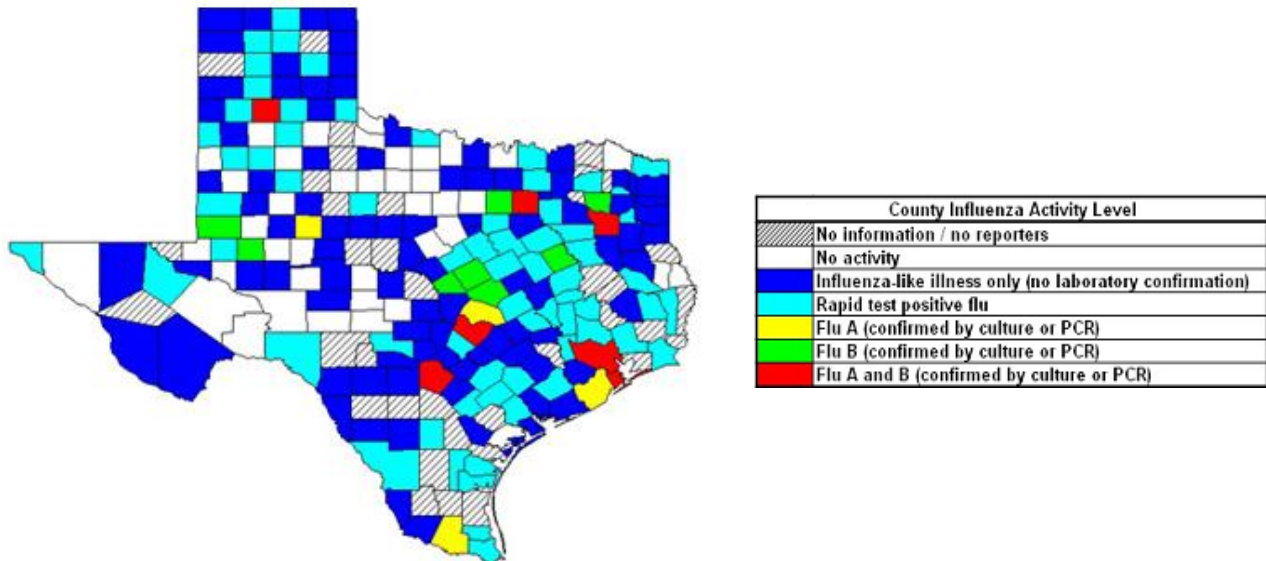 County Influenza Activity Level
No information / no reporters
No activity
Influenza-like illness only (no laboratory confirmation)
Rapid test positive flu
Flu A (confirmed by culture or PCR)
Flu B (confirmed by culture or PCR)
Flu A and B (confirmed by culture or PCR)